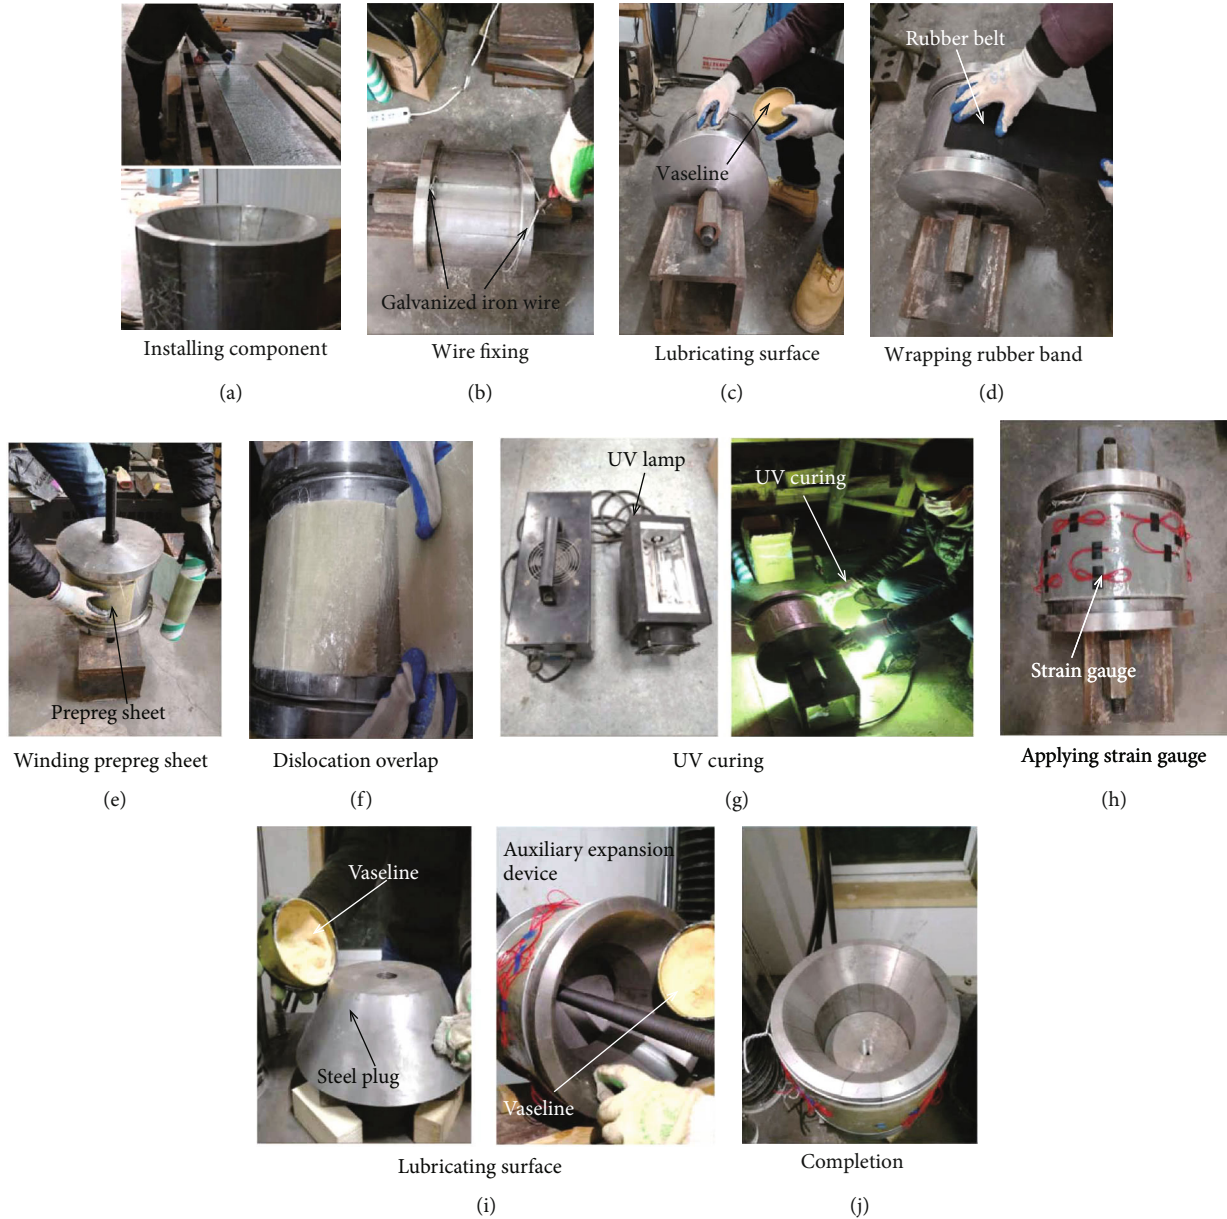 Rubber belt
Vaseline
Galvanized iron wire
Installing component
Wire fixing
Lubricating surface
Wrapping rubber band
(a)
(b)
(c)
(d)
UV lamp
UV curing
Strain gauge
Prepreg sheet
Winding prepreg sheet
Dislocation overlap
UV curing
Applying strain gauge
(e)
(f)
(g)
(h)
Vaseline
Auxiliary expansion
device
Steel plug
Vaseline
Lubricating surface
Completion
(i)
(j)